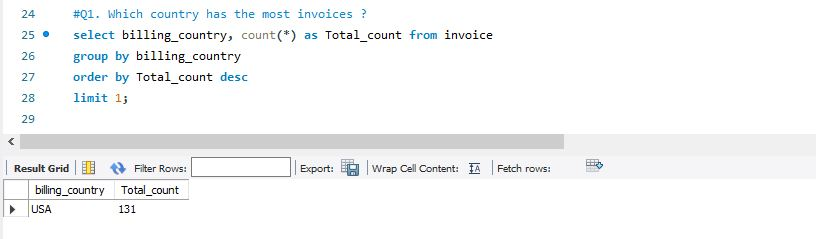 24 #Q1. Which country has the most invoices ?
25 select billing_country, count(*) as Total_count from invoice
26 group by billing_country
27 order by Total_count desc
28 limit 1;
29
Result Grid Filter Rows: Export: Wrap Cell Content: IA Fetch rows:
billing_country Total_count
USA 131